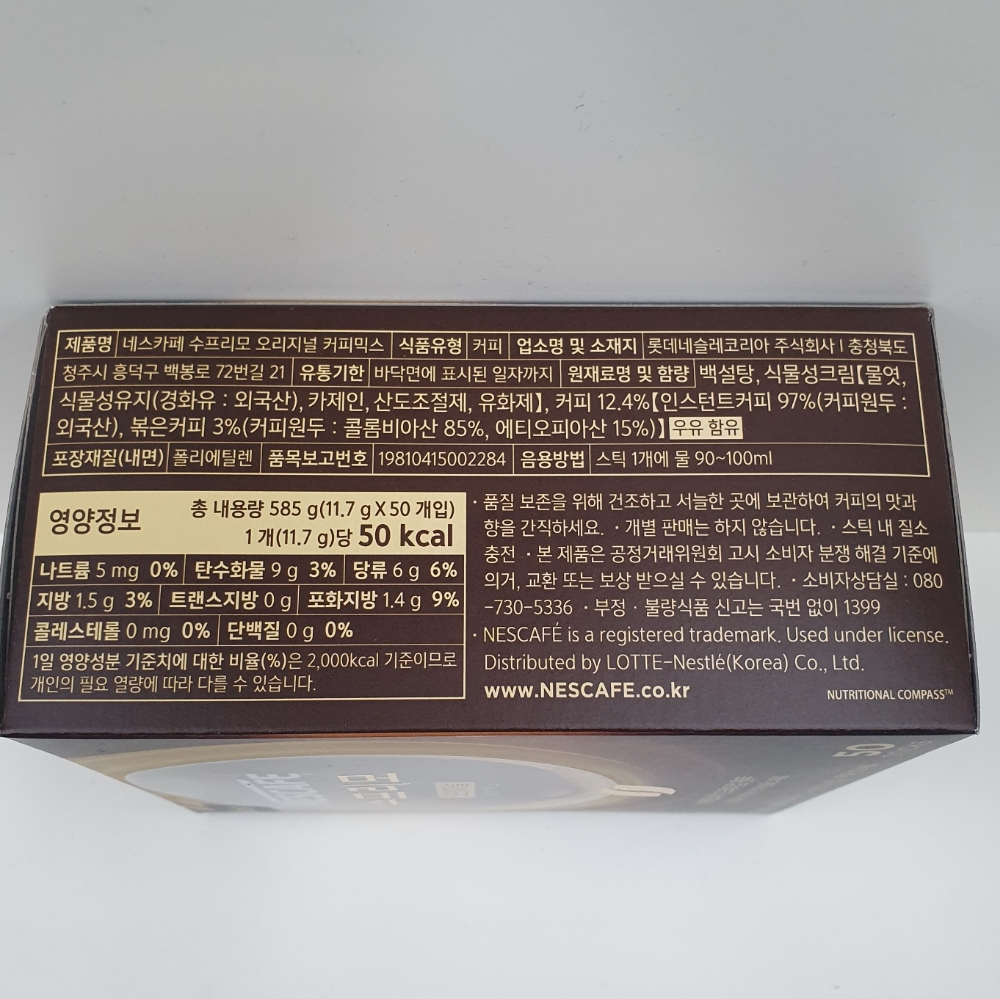 제품명 네스카페 수프리모 오리지널 커피믹스 식품유형 커피 업소명 및 소재지 롯데네슬레코리아 주식회사 | 충청북도
청주시 흥덕구 백봉로 72번길 21 유통기한 바닥면에 표시된 일자까지 원재료명 및 함량 백설탕, 식물성크림【물엿,
식물성유지(경화유 : 외국산), 카제인, 산도조절제, 유화제】, 커피 12.4%【인스턴트커피 97%(커피원두 :
외국산), 볶은커피 3%(커피원두 : 콜롬비아산 85%, 에티오피아산 15%)】 우유 함유
포장재질(내면) 폴리에틸렌 품목보고번호 19810415002284 음용방법 스틱 1개에 물 90~100ml
영양정보 총 내용량 585 g(11.7 g X 50 개입)
1 개(11.7 g)당 50 kcal
나트륨 5 mg 0% 탄수화물 9 g 3% 당류 6 g 6%
지방 1.5 g 3% 트랜스지방 0 g 포화지방 1.4 g 9%
콜레스테롤 0 mg 0% 단백질 0 g 0%
1일 영양성분 기준치에 대한 비율(%)은 2,000kcal 기준이므로
개인의 필요 열량에 따라 다를 수 있습니다.
· 품질 보존을 위해 건조하고 서늘한 곳에 보관하여 커피의 맛과
향을 간직하세요. · 개별 판매는 하지 않습니다. · 스틱 내 질소
충전 · 본 제품은 공정거래위원회 고시 소비자 분쟁 해결 기준에
의거, 교환 또는 보상 받으실 수 있습니다. · 소비자상담실 : 080
-730-5336 · 부정 · 불량식품 신고는 국번 없이 1399
· NESCAFÉ is a registered trademark. Used under license.
Distributed by LOTTE-Nestlé(Korea) Co., Ltd.
www.NESCAFE.co.kr NUTRITIONAL COMPASS™
50